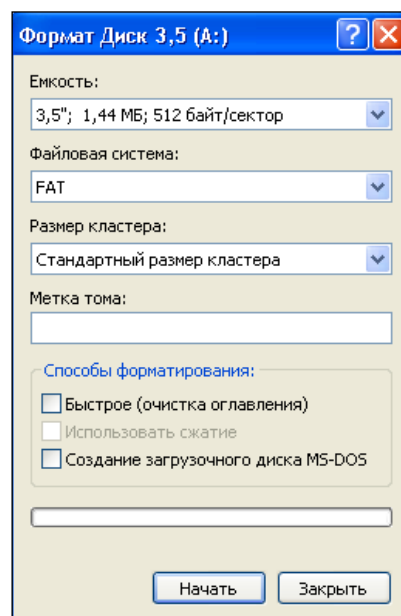 Формат Диск 3,5 (A:)
Емкость:
3,5"; 1,44 МБ; 512 байт/сектор
Файловая система:
FAT
Размер кластера:
Стандартный размер кластера
Метка тома:
Способы форматирования:
Быстрое (очистка оглавления)
Использовать сжатие
Создание загрузочного диска MS-DOS
Начать Закрыть